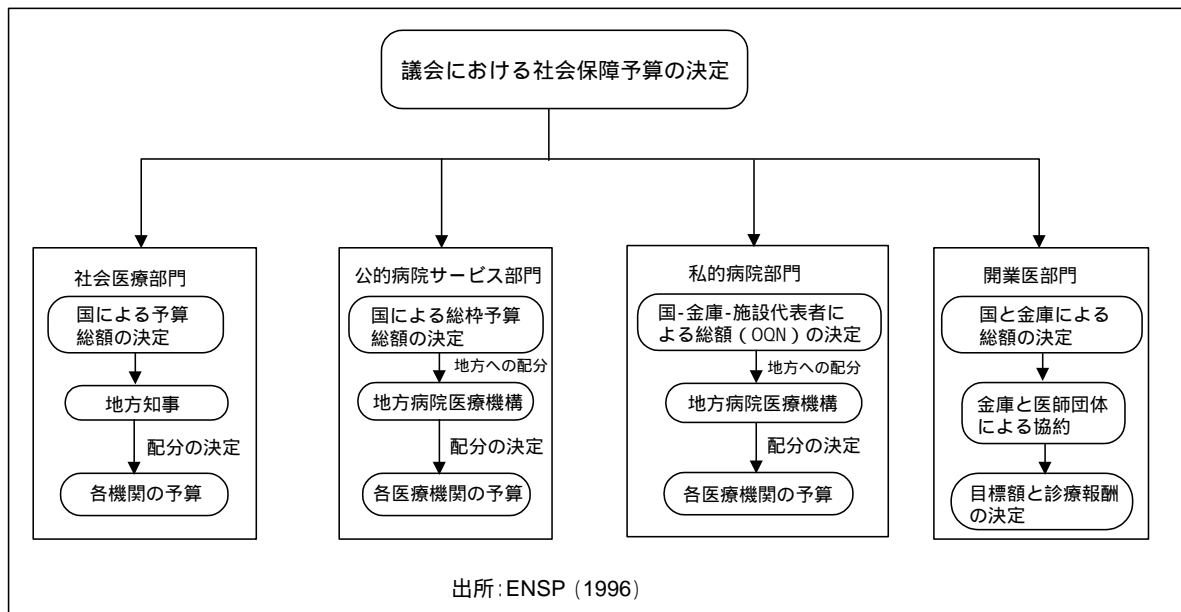 議会における社会保障予算の決定
社会医療部門
国による予算
総額の決定
地方知事
配分の決定
各機関の予算
公的病院サービス部門
国による総枠予算
総額の決定
地方への配分
地方病院医療機構
配分の決定
各医療機関の予算
私的病院部門
国-金庫-施設代表者に
よる総額(OQN)の決定
地方への配分
地方病院医療機構
配分の決定
各医療機関の予算
開業医部門
国と金庫による
総額の決定
金庫と医師団体
による協約
目標額と診療報酬
の決定
出所:ENSP (1996)